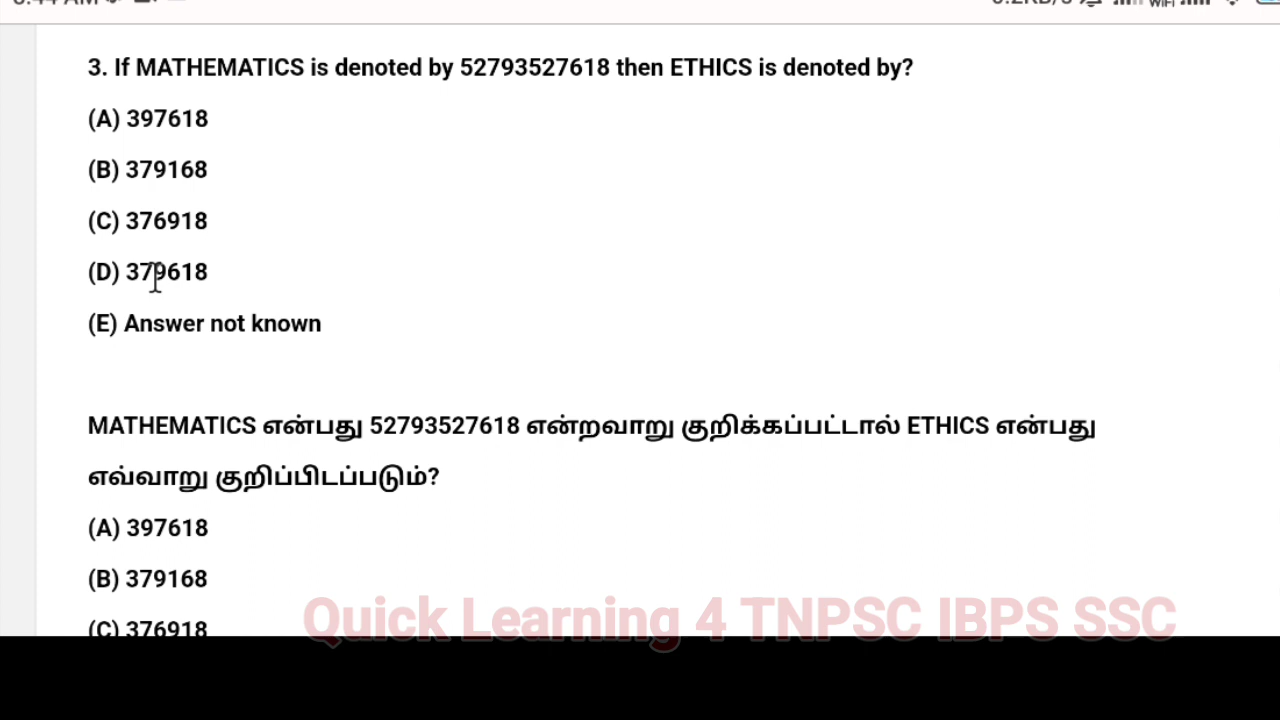 3. If MATHEMATICS is denoted by 52793527618 then ETHICS is denoted by?
(A) 397618
(B) 379168
(C) 376918
(D) 379618
(E) Answer not known
MATHEMATICS என்பது 52793527618 என்றவாறு குறிக்கப்பட்டால் ETHICS என்பது
எவ்வாறு குறிப்பிடப்படும்?
(A) 397618
(B) 379168
(C) 376918
Quick Learning 4 TNPSC IBPS SSC